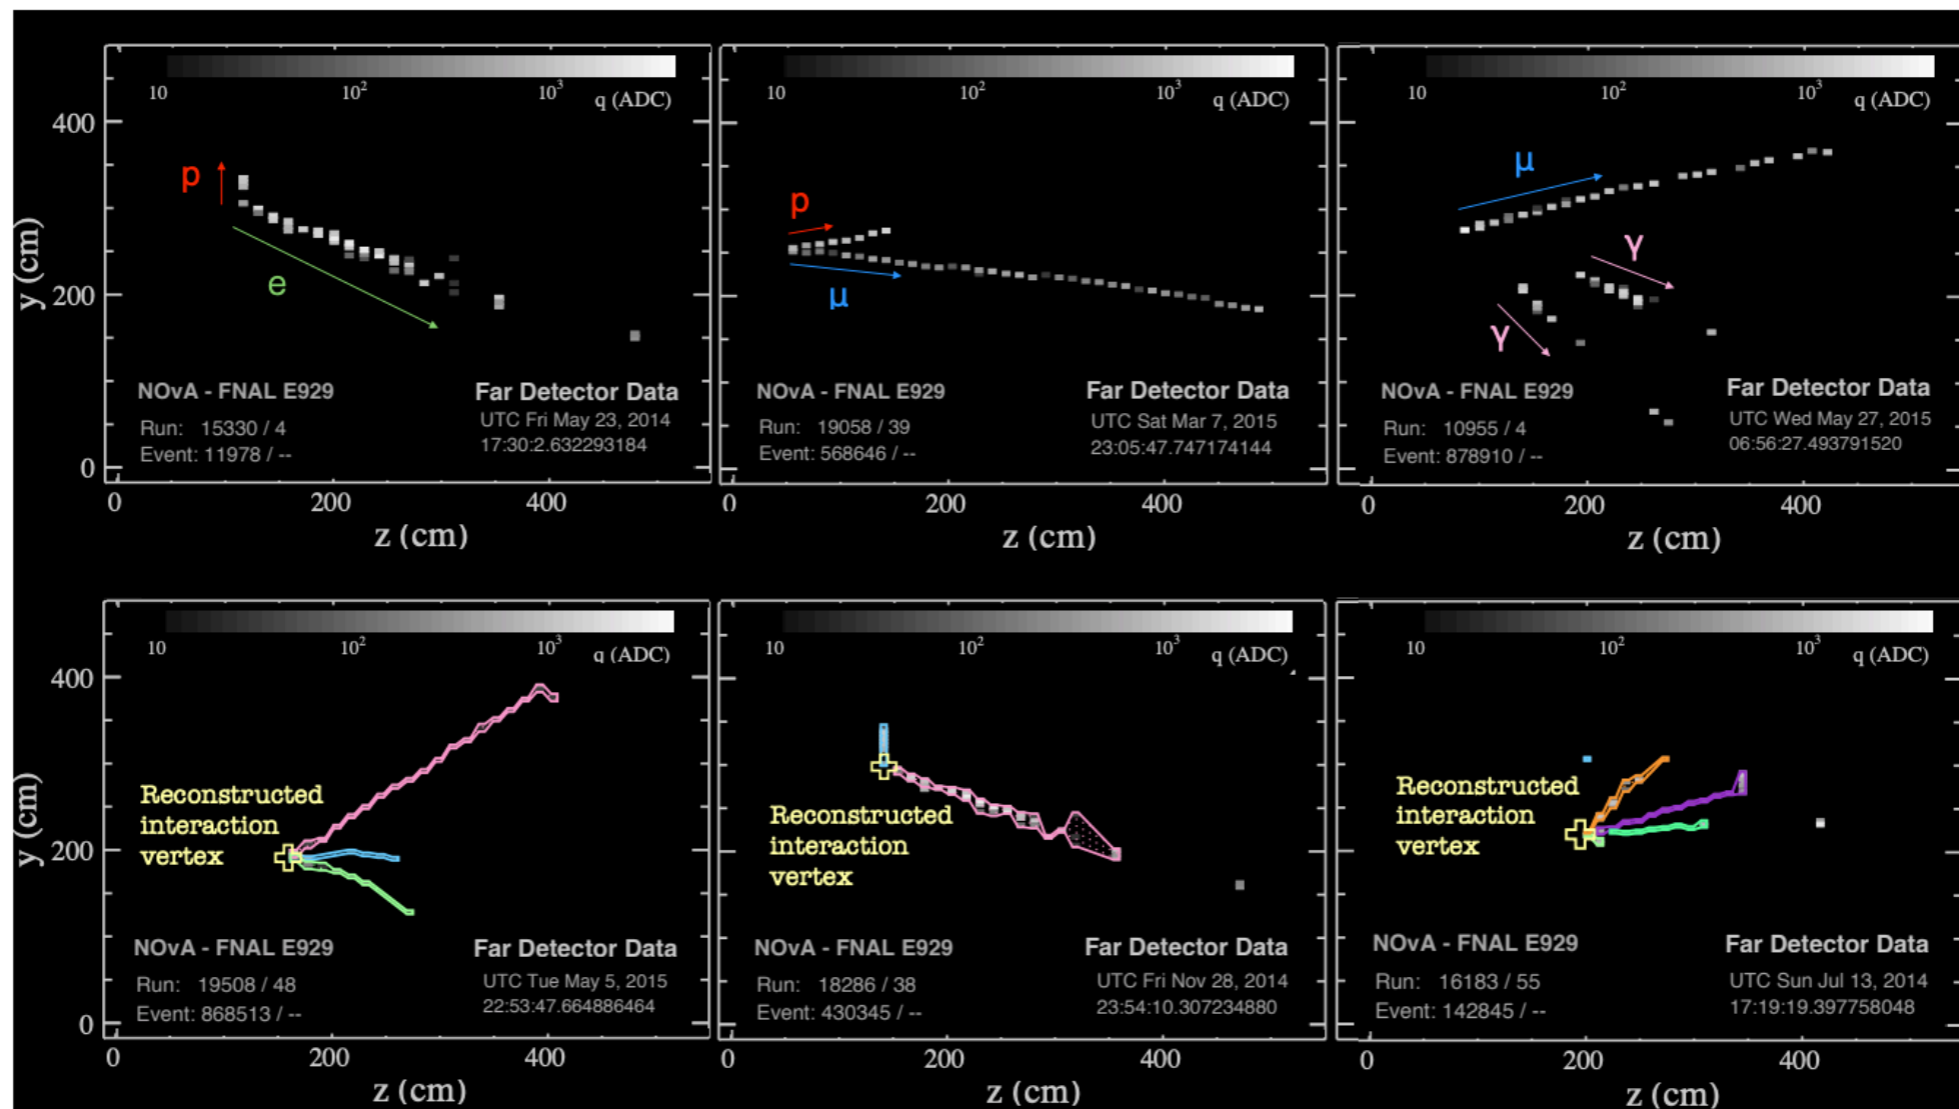 10 10² 10³ q (ADC)
400
200
0
y (cm)
p
e
NOvA - FNAL E929
Run: 15330 / 4
Event: 11978 / --
Far Detector Data
UTC Fri May 23, 2014
17:30:2.632293184
0 200 400
z (cm)
10 10² 10³ q (ADC)
p
μ
NOvA - FNAL E929
Run: 19058 / 39
Event: 568646 / --
Far Detector Data
UTC Sat Mar 7, 2015
23:05:47.747174144
0 200 400
z (cm)
10 10² 10³ q (ADC)
μ
γ
γ
NOvA - FNAL E929
Run: 10955 / 4
Event: 878910 / --
Far Detector Data
UTC Wed May 27, 2015
06:56:27.493791520
0 200 400
z (cm)
10 10² 10³ q (ADC)
400
200
0
y (cm)
Reconstructed
interaction
vertex
NOvA - FNAL E929
Run: 19508 / 48
Event: 868513 / --
Far Detector Data
UTC Tue May 5, 2015
22:53:47.664886464
0 200 400
z (cm)
10 10² 10³ q (ADC)
Reconstructed
interaction
vertex
NOvA - FNAL E929
Run: 18286 / 38
Event: 430345 / --
Far Detector Data
UTC Fri Nov 28, 2014
23:54:10.307234880
0 200 400
z (cm)
10 10² 10³ q (ADC)
Reconstructed
interaction
vertex
NOvA - FNAL E929
Run: 16183 / 55
Event: 142845 / --
Far Detector Data
UTC Sun Jul 13, 2014
17:19:19.397758048
0 200 400
z (cm)